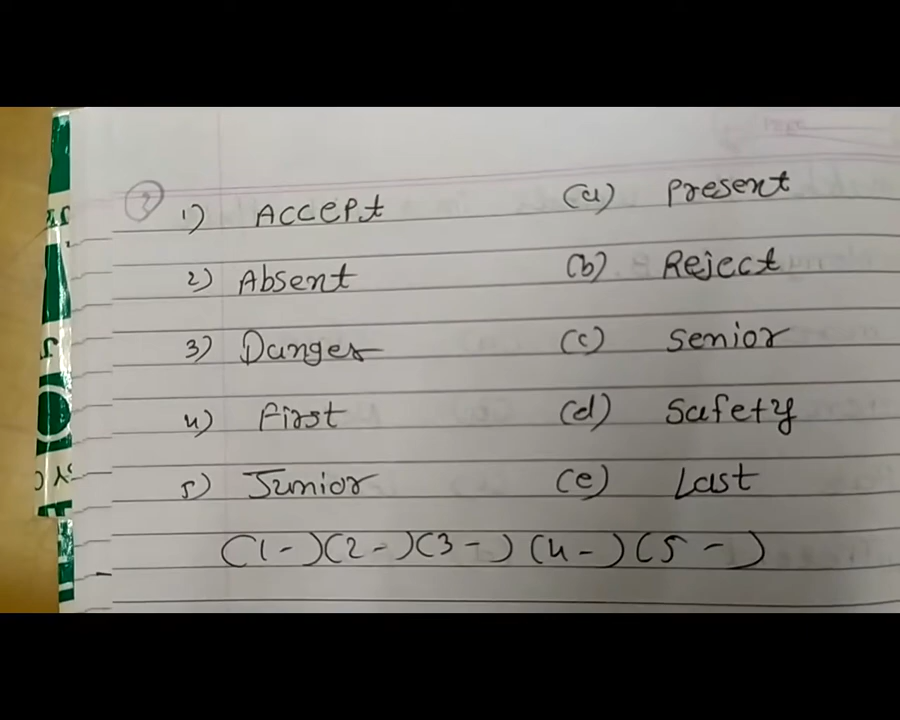 ? 1) Accept (a) Present
2) Absent (b) Reject
3) Danger (c) Senior
4) First (d) Safety
5) Junior (e) Last
(1 - ) (2 - ) (3 - ) (4 - ) (5 - )